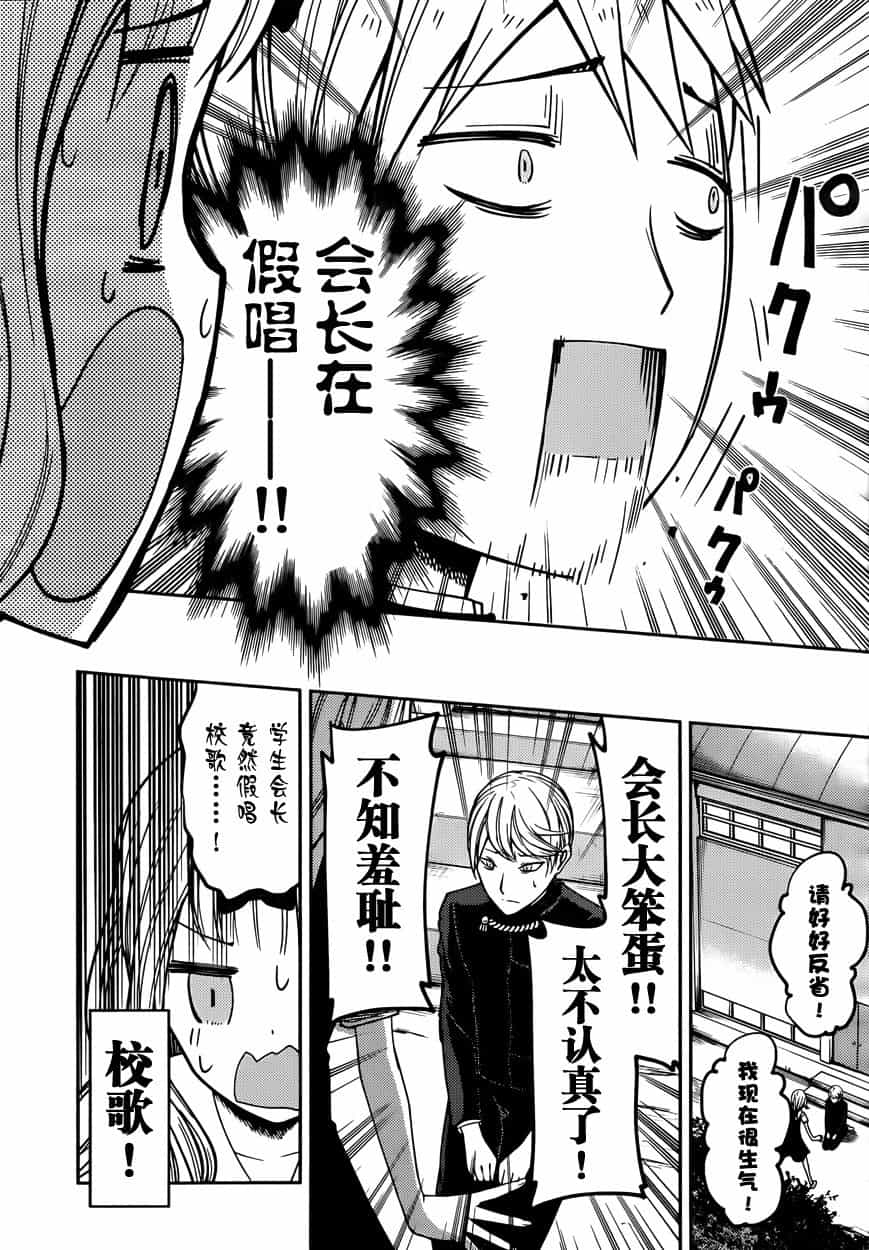 会长在
假唱——!!
パクゥ
パクゥ
请好好反省！
我现在很生气！
会长大笨蛋!!
太不认真了！
不知羞耻!!
学生会长
竟然假唱
校歌……！
校歌！